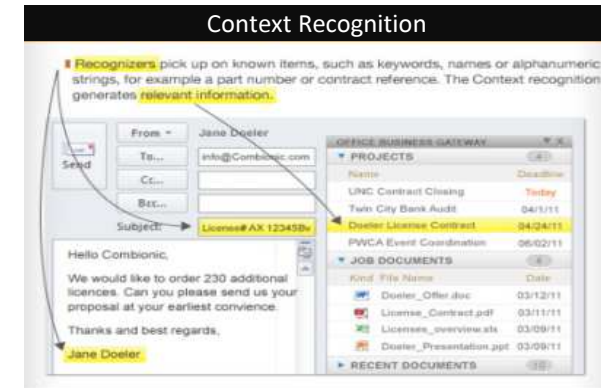 Context Recognition
Recognizers pick up on known items, such as keywords, names or alphanumeric
strings, for example a part number or contract reference. The Context recognition
generates relevant information.
From
Jane Doeler
Send
To...
info@Combionic.com
Cc...
Bcc...
Subject:
License# AX 12345Bv
Hello Combionic,
We would like to order 230 additional
licences. Can you please send us your
proposal at your earliest convience.
Thanks and best regards,
Jane Doeler
OFFICE BUSINESS GATEWAY
PROJECTS
Name Deadline
UNC Contract Closing Today
Twin City Bank Audit 04/1/11
Doeler License Contract 04/24/11
PWCA Event Coordination 06/02/11
JOB DOCUMENTS
Kind File Name Date
Doeler_Offer.doc 03/12/11
License_Contract.pdf 03/11/11
Licenses_overview.xls 03/09/11
Doeler_Presentation.ppt 03/09/11
RECENT DOCUMENTS